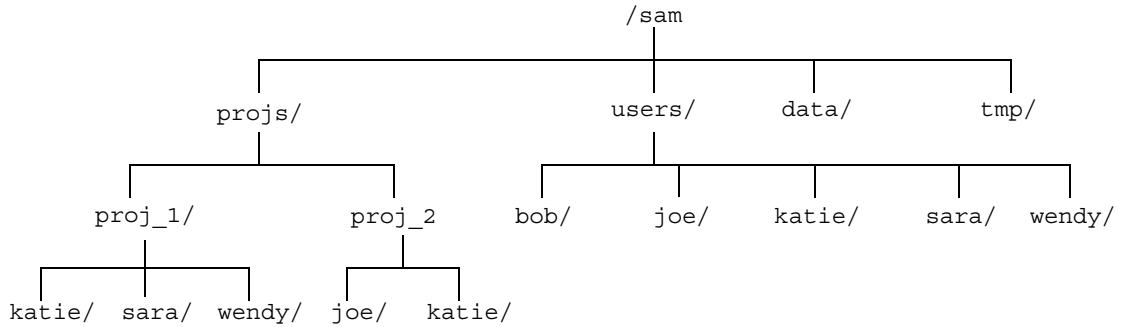 /sam
projs/ users/ data/ tmp/
proj_1/ proj_2 bob/ joe/ katie/ sara/ wendy/
katie/ sara/ wendy/ joe/ katie/